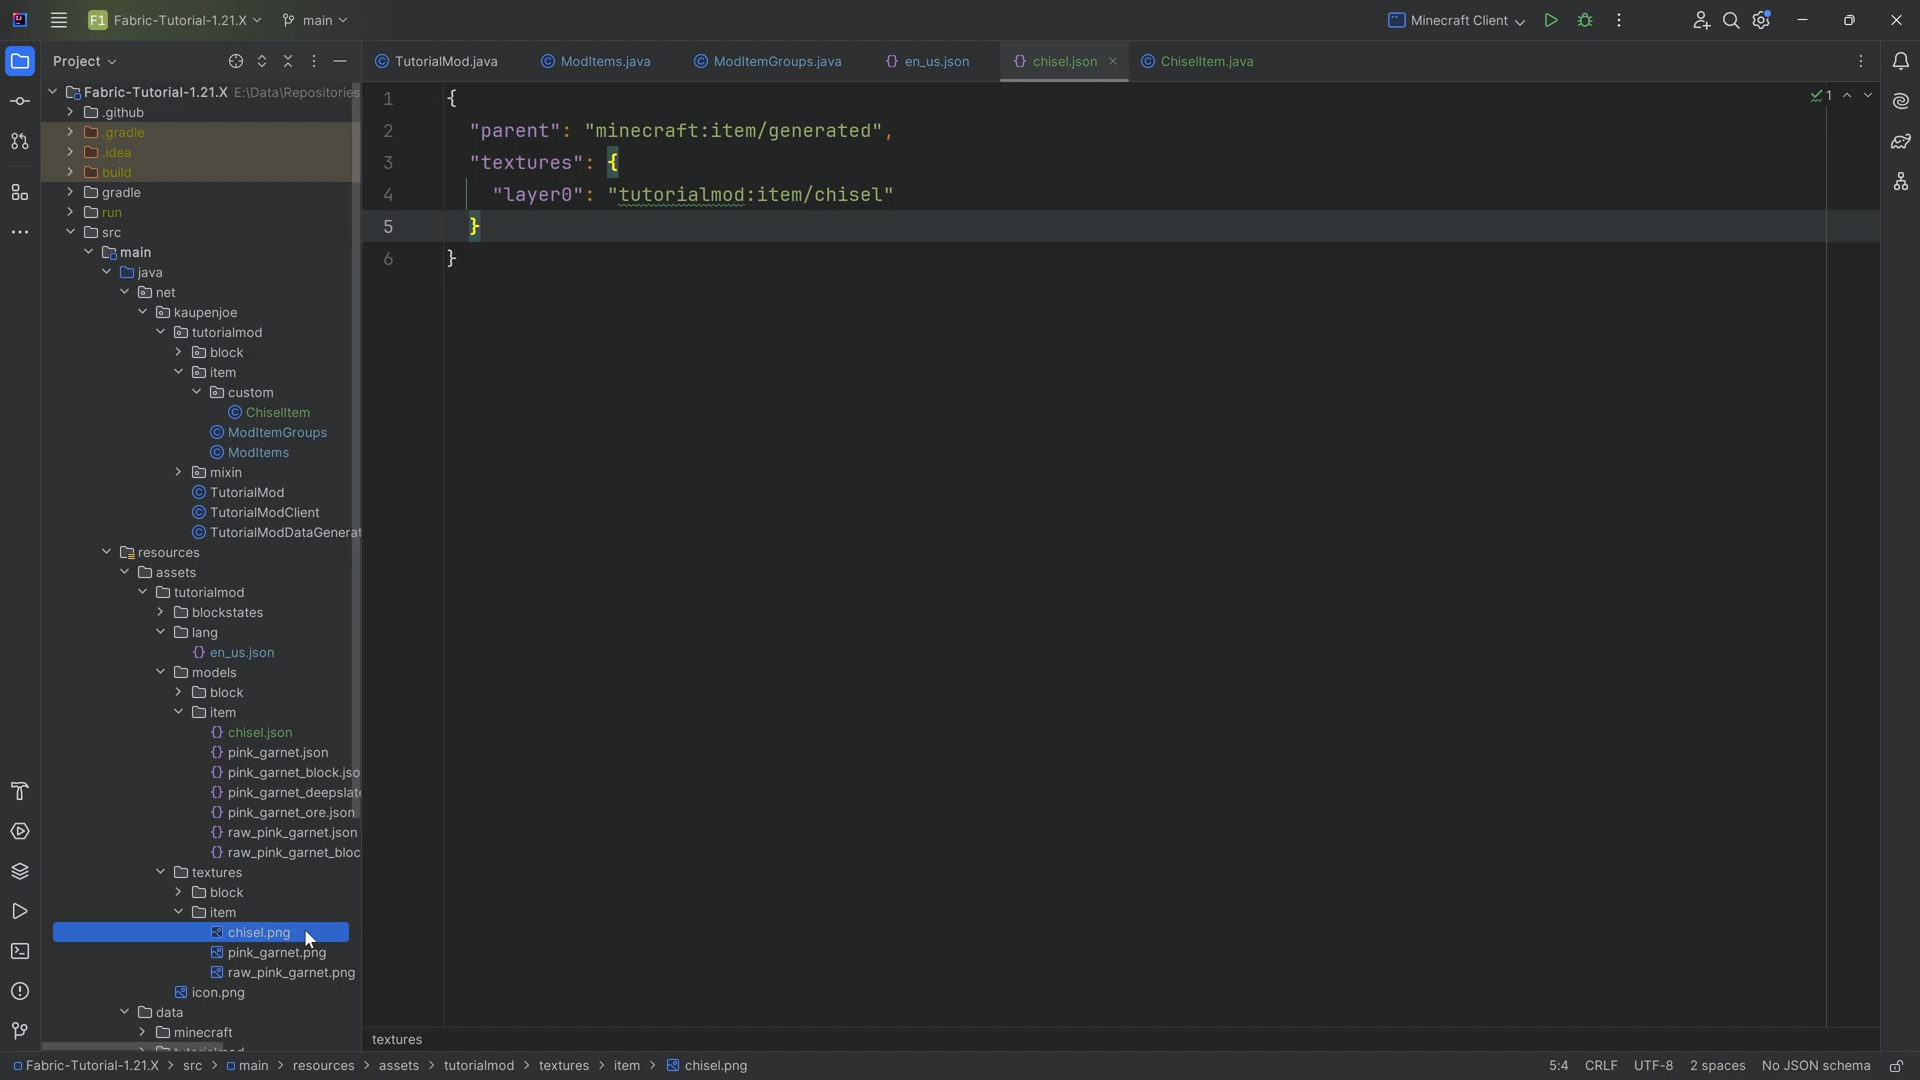 F1 Fabric-Tutorial-1.21.X main Minecraft Client
Project
TutorialMod.java ModItems.java ModItemGroups.java en_us.json chisel.json ChiselItem.java
Fabric-Tutorial-1.21.X E:\Data\Repositories
.github
.gradle
.idea
build
gradle
run
src
main
java
net
kaupenjoe
tutorialmod
block
item
custom
ChiselItem
ModItemGroups
ModItems
mixin
TutorialMod
TutorialModClient
TutorialModDataGenerat
resources
assets
tutorialmod
blockstates
lang
en_us.json
models
block
item
chisel.json
pink_garnet.json
pink_garnet_block.jso
pink_garnet_deepslat
pink_garnet_ore.json
raw_pink_garnet.json
raw_pink_garnet_bloc
textures
block
item
chisel.png
pink_garnet.png
raw_pink_garnet.png
icon.png
data
minecraft
1 {
2 "parent": "minecraft:item/generated",
3 "textures": {
4 "layer0": "tutorialmod:item/chisel"
5 }
6 }
1
textures
Fabric-Tutorial-1.21.X > src > main > resources > assets > tutorialmod > textures > item > chisel.png 5:4 CRLF UTF-8 2 spaces No JSON schema